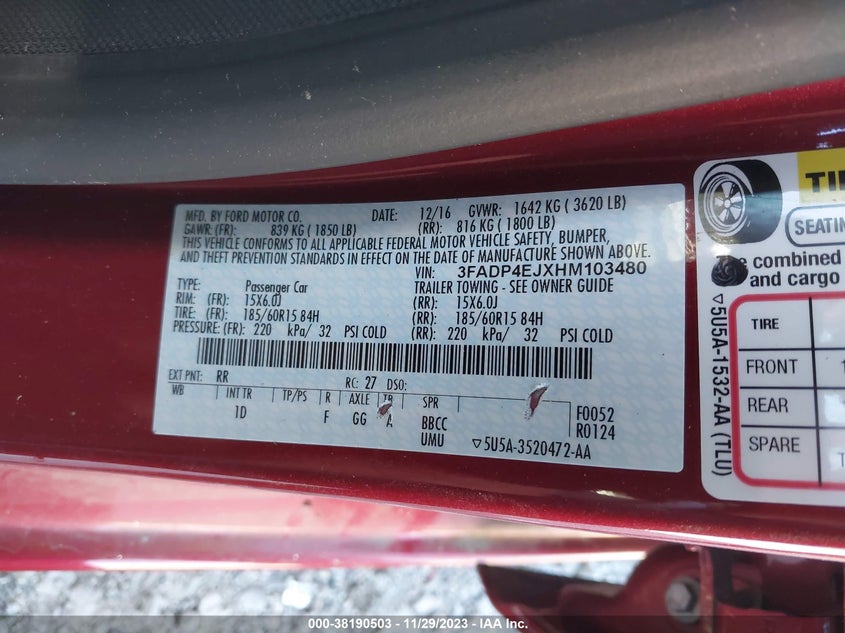 MFD. BY FORD MOTOR CO. DATE: 12/16 GVWR: 1642 KG ( 3620 LB)
GAWR: (FR): 839 KG ( 1850 LB) (RR): 816 KG ( 1800 LB)
THIS VEHICLE CONFORMS TO ALL APPLICABLE FEDERAL MOTOR VEHICLE SAFETY, BUMPER,
AND THEFT PREVENTION STANDARDS IN EFFECT ON THE DATE OF MANUFACTURE SHOWN ABOVE.
VIN: 3FADP4EJXHM103480
TYPE: Passenger Car TRAILER TOWING - SEE OWNER GUIDE
RIM: (FR): 15X6.0J (RR): 15X6.0J
TIRE: (FR): 185/60R15 84H (RR): 185/60R15 84H
PRESSURE: (FR): 220 kPa/ 32 PSI COLD (RR): 220 kPa/ 32 PSI COLD
EXT PNT: RR RC: 27 DSO:
WB INT TR TP/PS R AXLE TR SPR
1D F GG A BBCC F0052
UMU R0124
▽5U5A-3520472-AA
SEATING
The combined
and cargo
TIRE
FRONT
REAR
SPARE
▽5U5A-1532-AA (TLU)
000-38190503 - 11/29/2023 - IAA Inc.